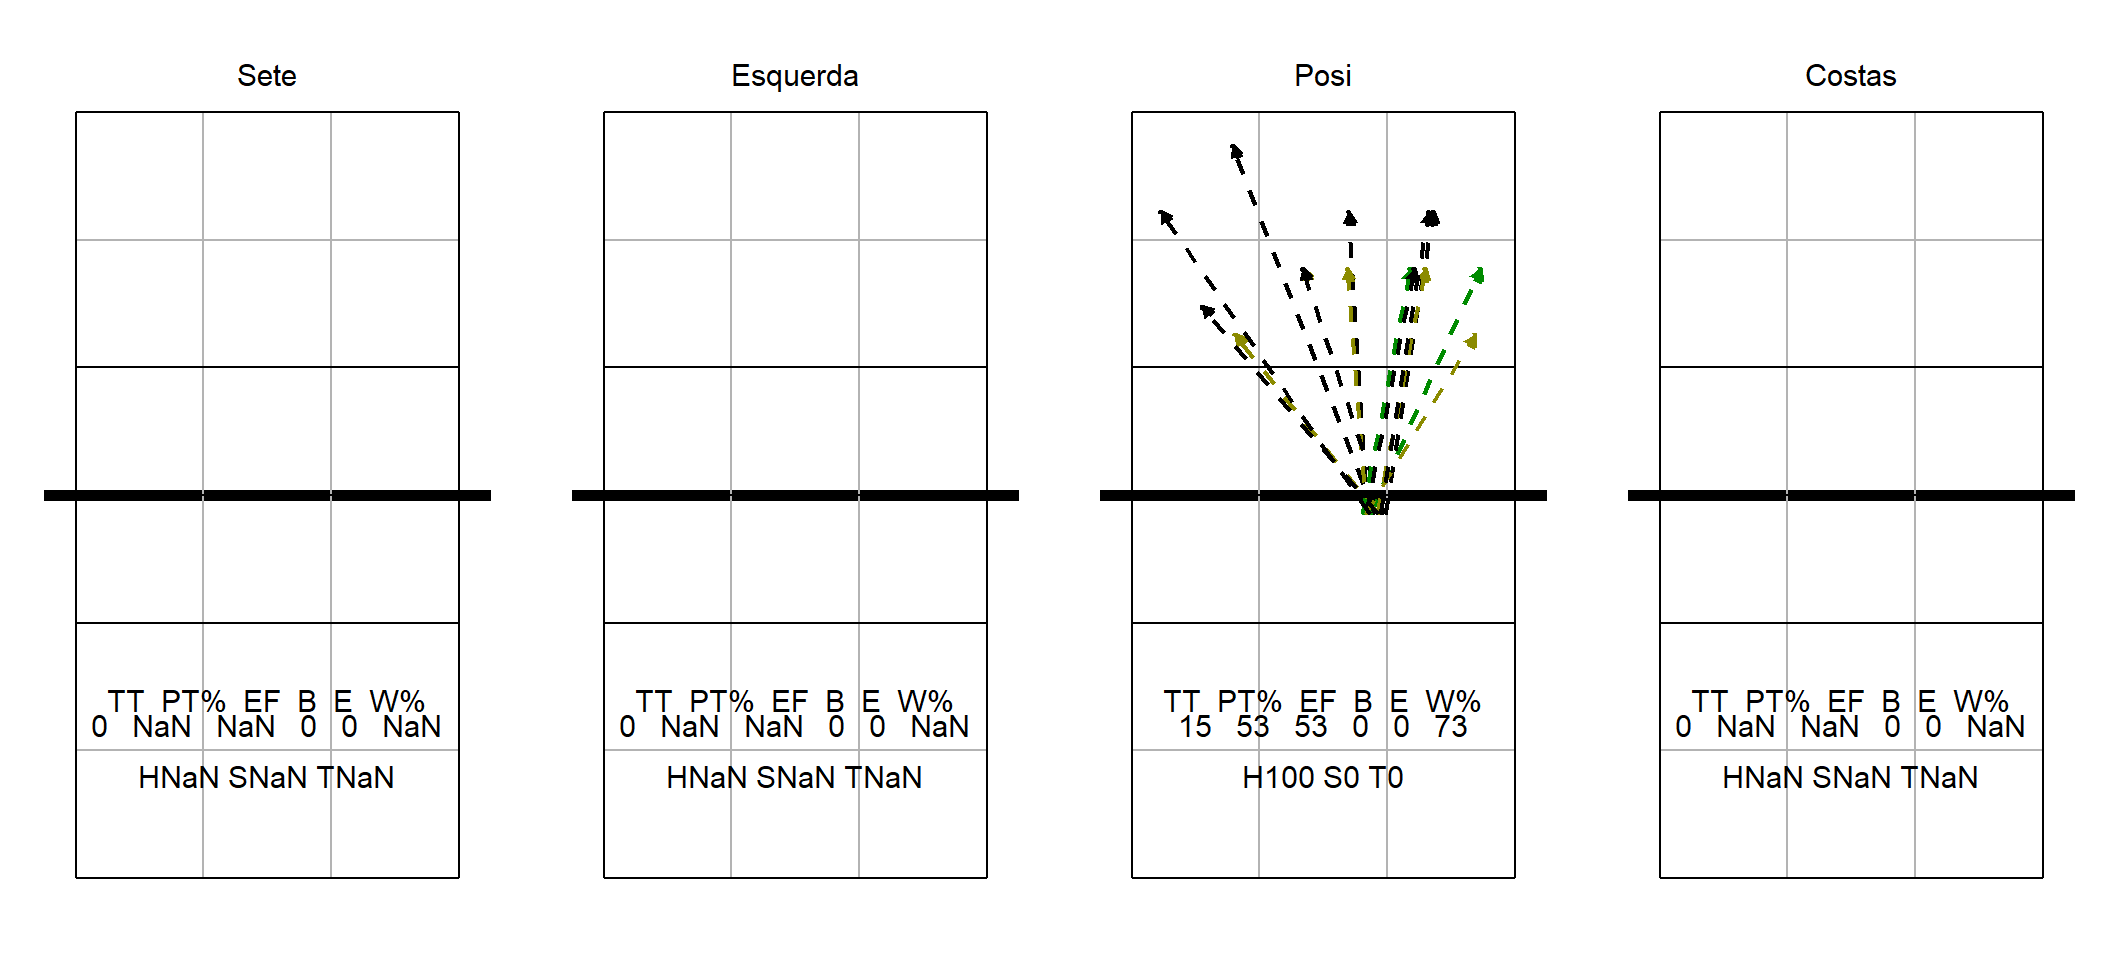 Sete
TT PT% EF B E W%
0 NaN NaN 0 0 NaN
HNaN SNaN TNaN
Esquerda
TT PT% EF B E W%
0 NaN NaN 0 0 NaN
HNaN SNaN TNaN
Posi
TT PT% EF B E W%
15 53 53 0 0 73
H100 S0 T0
Costas
TT PT% EF B E W%
0 NaN NaN 0 0 NaN
HNaN SNaN TNaN